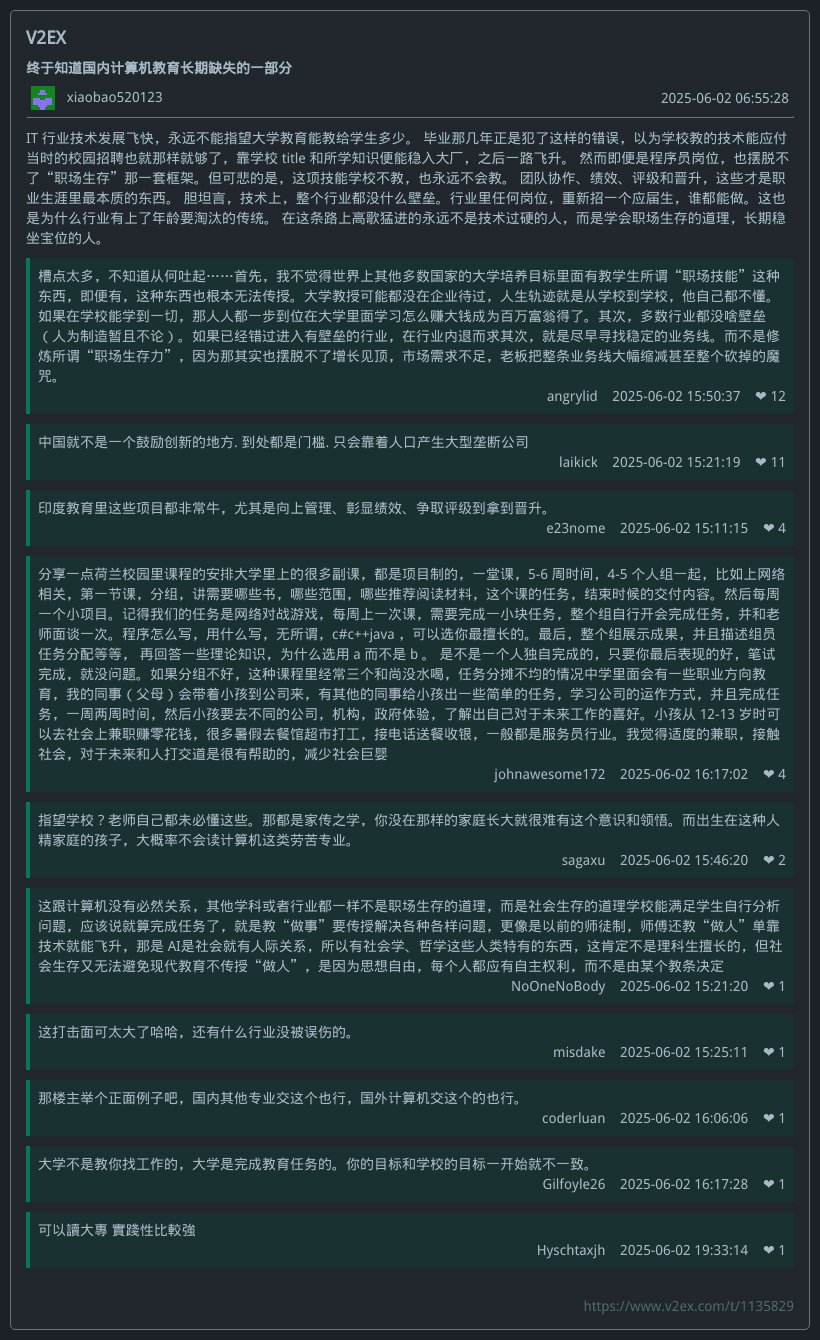 V2EX
终于知道国内计算机教育长期缺失的一部分
xiaobao520123
2025-06-02 06:55:28
IT 行业技术发展飞快，永远不能指望大学教育能教给学生多少。 毕业那几年正是犯了这样的错误，以为学校教的技术能应付
当时的校园招聘也就那样就够了，靠学校 title 和所学知识便能稳入大厂，之后一路飞升。 然而即便是程序员岗位，也摆脱不
了“职场生存”那一套框架。但可悲的是，这项技能学校不教，也永远不会教。 团队协作、绩效、评级和晋升，这些才是职
业生涯里最本质的东西。 胆坦言，技术上，整个行业都没什么壁垒。行业里任何岗位，重新招一个应届生，谁都能做。这也
是为什么行业有上了年龄要淘汰的传统。 在这条路上高歌猛进的永远不是技术过硬的人，而是学会职场生存的道理，长期稳
坐宝位的人。
槽点太多，不知道从何吐起……首先，我不觉得世界上其他多数国家的大学培养目标里面有教学生所谓“职场技能”这种
东西，即便有，这种东西也根本无法传授。大学教授可能都没在企业待过，人生轨迹就是从学校到学校，他自己都不懂。
如果在学校能学到一切，那人人都一步到位在大学里面学习怎么赚大钱成为百万富翁得了。其次，多数行业都没啥壁垒
（人为制造暂且不论）。如果已经错过进入有壁垒的行业，在行业内退而求其次，就是尽早寻找稳定的业务线。而不是修
炼所谓“职场生存力”，因为那其实也摆脱不了增长见顶，市场需求不足，老板把整条业务线大幅缩减甚至整个砍掉的魔
咒。
angrylid 2025-06-02 15:50:37 ❤ 12
中国就不是一个鼓励创新的地方. 到处都是门槛. 只会靠着人口产生大型垄断公司
laikick 2025-06-02 15:21:19 ❤ 11
印度教育里这些项目都非常牛，尤其是向上管理、彰显绩效、争取评级到拿到晋升。
e23nome 2025-06-02 15:11:15 ❤ 4
分享一点荷兰校园里课程的安排大学里上的很多副课，都是项目制的，一堂课，5-6 周时间，4-5 个人组一起，比如上网络
相关，第一节课，分组，讲需要哪些书，哪些范围，哪些推荐阅读材料，这个课的任务，结束时候的交付内容。然后每周
一个小项目。记得我们的任务是网络对战游戏，每周上一次课，需要完成一小块任务，整个组自行开会完成任务，并和老
师面谈一次。程序怎么写，用什么写，无所谓，c#c++java ，可以选你最擅长的。最后，整个组展示成果，并且描述组员
任务分配等等， 再回答一些理论知识，为什么选用 a 而不是 b 。 是不是一个人独自完成的，只要你最后表现的好，笔试
完成，就没问题。如果分组不好，这种课程里经常三个和尚没水喝，任务分摊不均的情况中学里面会有一些职业方向教
育，我的同事（父母）会带着小孩到公司来，有其他的同事给小孩出一些简单的任务，学习公司的运作方式，并且完成任
务，一周两周时间，然后小孩要去不同的公司，机构，政府体验，了解出自己对于未来工作的喜好。小孩从 12-13 岁时可
以去社会上兼职赚零花钱，很多暑假去餐馆超市打工，接电话送餐收银，一般都是服务员行业。我觉得适度的兼职，接触
社会，对于未来和人打交道是很有帮助的，减少社会巨婴
johnawesome172 2025-06-02 16:17:02 ❤ 4
指望学校？老师自己都未必懂这些。那都是家传之学，你没在那样的家庭长大就很难有这个意识和领悟。而出生在这种人
精家庭的孩子，大概率不会读计算机这类劳苦专业。
sagaxu 2025-06-02 15:46:20 ❤ 2
这跟计算机没有必然关系，其他学科或者行业都一样不是职场生存的道理，而是社会生存的道理学校能满足学生自行分析
问题，应该说就算完成任务了，就是教“做事”要传授解决各种各样问题，更像是以前的师徒制，师傅还教“做人”单靠
技术就能飞升，那是 AI是社会就有人际关系，所以有社会学、哲学这些人类特有的东西，这肯定不是理科生擅长的，但社
会生存又无法避免现代教育不传授“做人”，是因为思想自由，每个人都应有自主权利，而不是由某个教条决定
NoOneNoBody 2025-06-02 15:21:20 ❤ 1
这打击面可太大了哈哈，还有什么行业没被误伤的。
misdake 2025-06-02 15:25:11 ❤ 1
那楼主举个正面例子吧，国内其他专业交这个也行，国外计算机交这个的也行。
coderluan 2025-06-02 16:06:06 ❤ 1
大学不是教你找工作的，大学是完成教育任务的。你的目标和学校的目标一开始就不一致。
Gilfoyle26 2025-06-02 16:17:28 ❤ 1
可以讀大專 實踐性比較強
Hyschtaxjh 2025-06-02 19:33:14 ❤ 1
https://www.v2ex.com/t/1135829